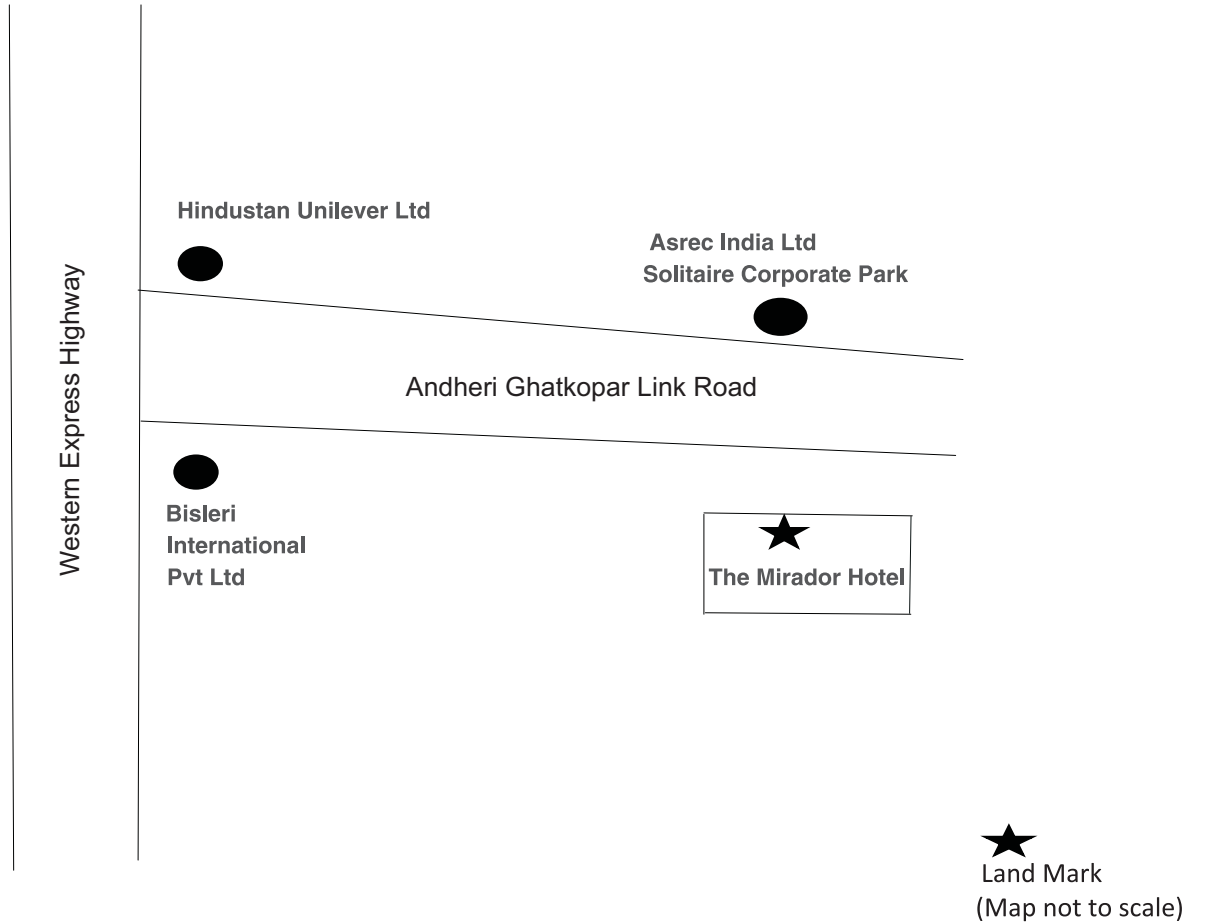 Hindustan Unilever Ltd
Asrec India Ltd
Solitaire Corporate Park
Western Express Highway
Andheri Ghatkopar Link Road
Bisleri
International
Pvt Ltd
The Mirador Hotel
Land Mark
(Map not to scale)